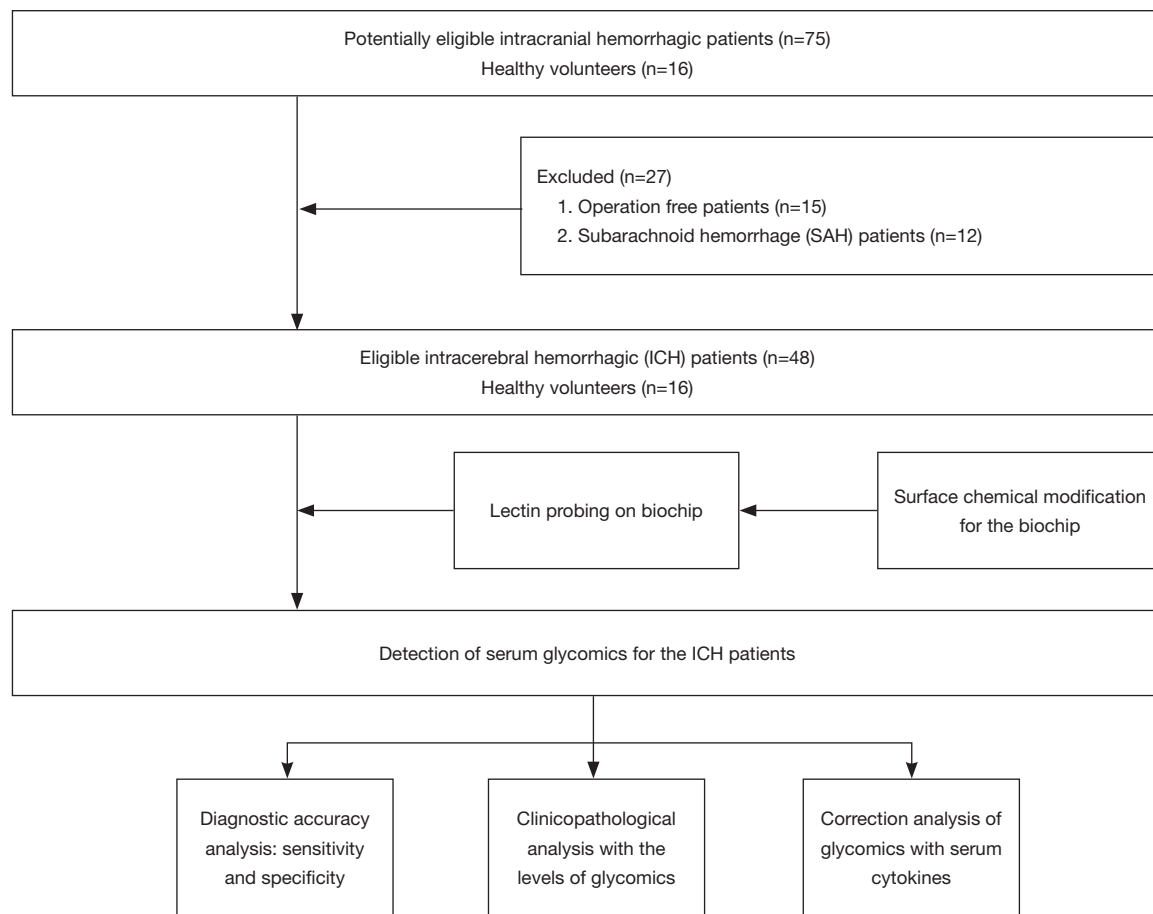 Potentially eligible intracranial hemorrhagic patients (n=75)
Healthy volunteers (n=16)
Excluded (n=27)
1. Operation free patients (n=15)
2. Subarachnoid hemorrhage (SAH) patients (n=12)
Eligible intracerebral hemorrhagic (ICH) patients (n=48)
Healthy volunteers (n=16)
Lectin probing on biochip
Surface chemical modification
for the biochip
Detection of serum glycomics for the ICH patients
Diagnostic accuracy
analysis: sensitivity
and specificity
Clinicopathological
analysis with the
levels of glycomics
Correction analysis of
glycomics with serum
cytokines